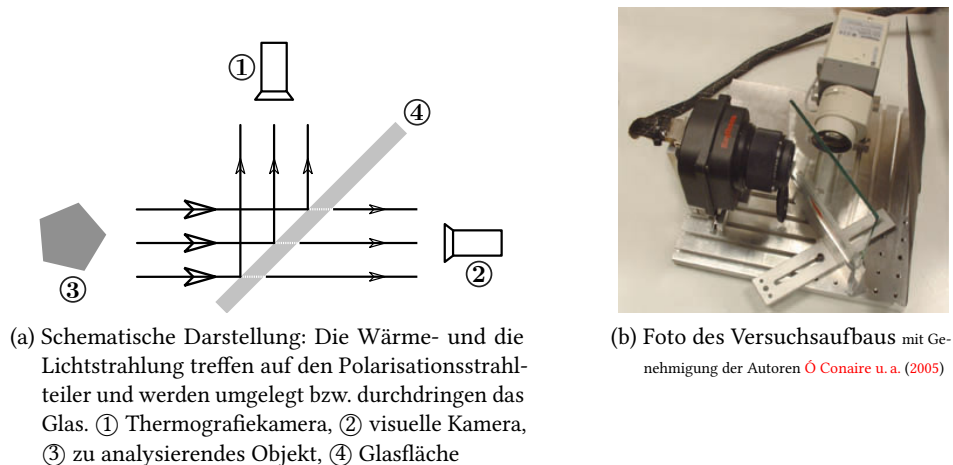 ①
④
③
②
(a) Schematische Darstellung: Die Wärme- und die
Lichtstrahlung treffen auf den Polarisationsstrahl-
teiler und werden umgelegt bzw. durchdringen das
Glas. ① Thermografiekamera, ② visuelle Kamera,
③ zu analysierendes Objekt, ④ Glasfläche
(b) Foto des Versuchsaufbaus mit Ge-
nehmigung der Autoren Ó Conaire u. a. (2005)